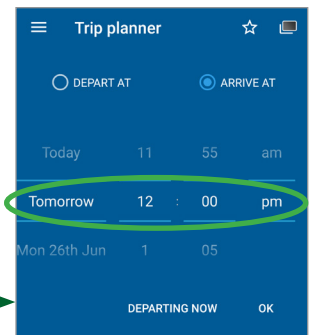 Trip planner
DEPART AT ARRIVE AT
Today 11 55 am
Tomorrow 12 : 00 pm
Mon 26th Jun 1 05
DEPARTING NOW OK